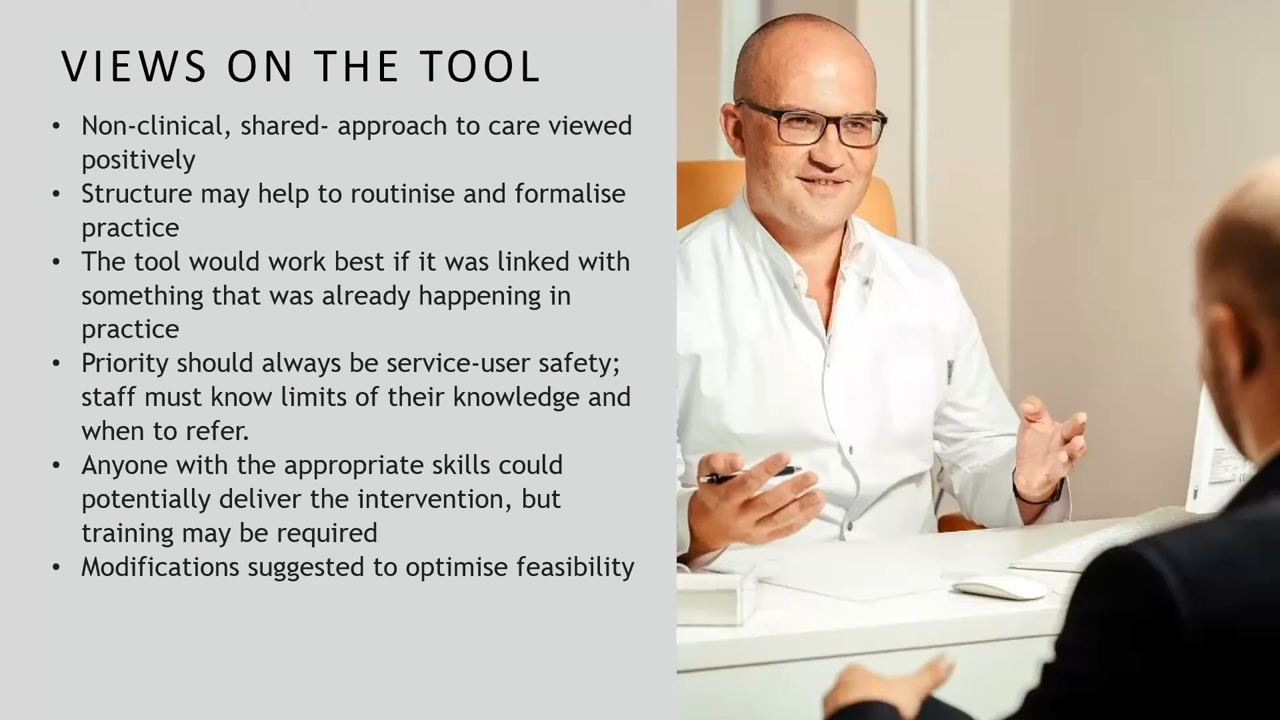 VIEWS ON THE TOOL
• Non-clinical, shared- approach to care viewed
positively
• Structure may help to routinise and formalise
practice
• The tool would work best if it was linked with
something that was already happening in
practice
• Priority should always be service-user safety;
staff must know limits of their knowledge and
when to refer.
• Anyone with the appropriate skills could
potentially deliver the intervention, but
training may be required
• Modifications suggested to optimise feasibility